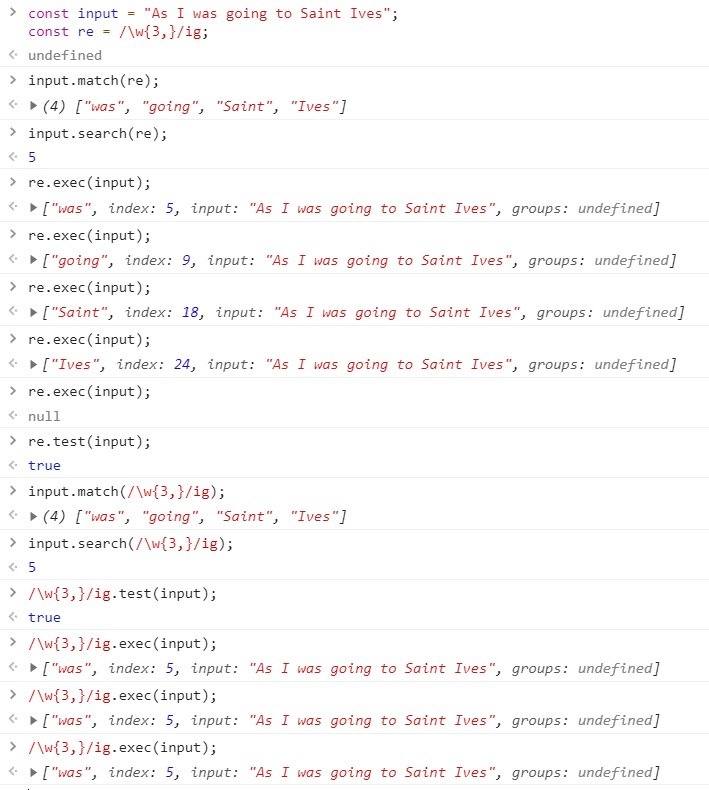 > const input = "As I was going to Saint Ives";
const re = /\w{3,}/ig;
< undefined
> input.match(re);
< ▶(4) ["was", "going", "Saint", "Ives"]
> input.search(re);
< 5
> re.exec(input);
< ▶["was", index: 5, input: "As I was going to Saint Ives", groups: undefined]
> re.exec(input);
< ▶["going", index: 9, input: "As I was going to Saint Ives", groups: undefined]
> re.exec(input);
< ▶["Saint", index: 18, input: "As I was going to Saint Ives", groups: undefined]
> re.exec(input);
< ▶["Ives", index: 24, input: "As I was going to Saint Ives", groups: undefined]
> re.exec(input);
< null
> re.test(input);
< true
> input.match(/\w{3,}/ig);
< ▶(4) ["was", "going", "Saint", "Ives"]
> input.search(/\w{3,}/ig);
< 5
> /\w{3,}/ig.test(input);
< true
> /\w{3,}/ig.exec(input);
< ▶["was", index: 5, input: "As I was going to Saint Ives", groups: undefined]
> /\w{3,}/ig.exec(input);
< ▶["was", index: 5, input: "As I was going to Saint Ives", groups: undefined]
> /\w{3,}/ig.exec(input);
< ▶["was", index: 5, input: "As I was going to Saint Ives", groups: undefined]